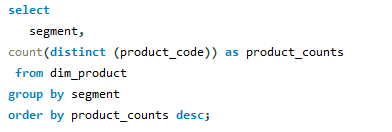 select
segment,
count(distinct (product_code)) as product_counts
from dim_product
group by segment
order by product_counts desc;